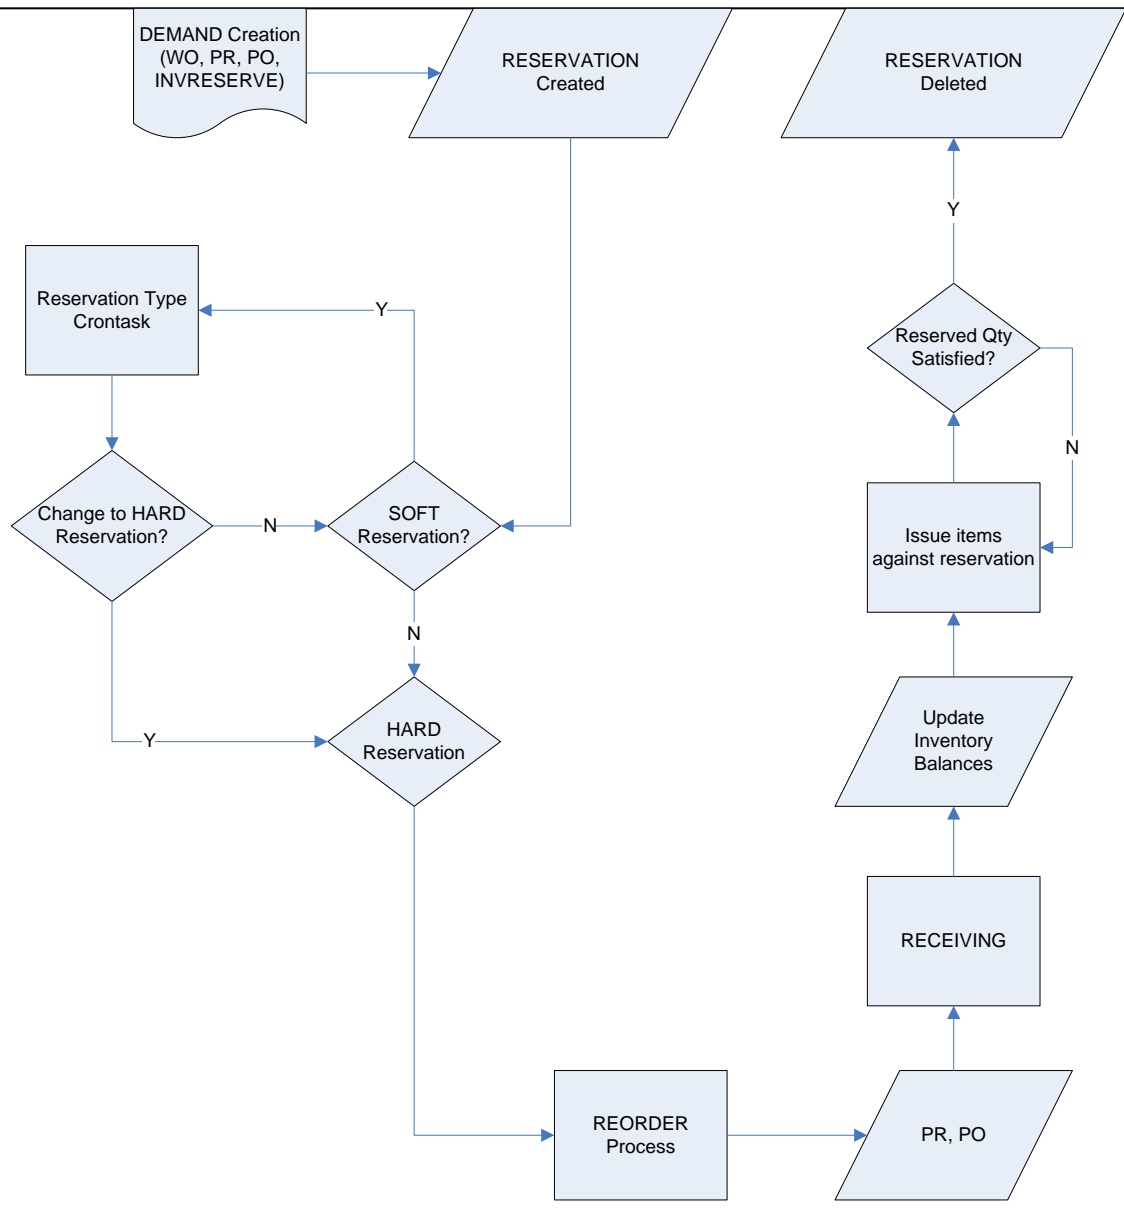 DEMAND Creation
(WO, PR, PO,
INVRESERVE)
RESERVATION
Created
RESERVATION
Deleted
Y
Reservation Type
Crontask
Y
Reserved Qty
Satisfied?
N
Change to HARD
Reservation?
N
SOFT
Reservation?
Issue items
against reservation
N
Y
HARD
Reservation
Update
Inventory
Balances
RECEIVING
REORDER
Process
PR, PO